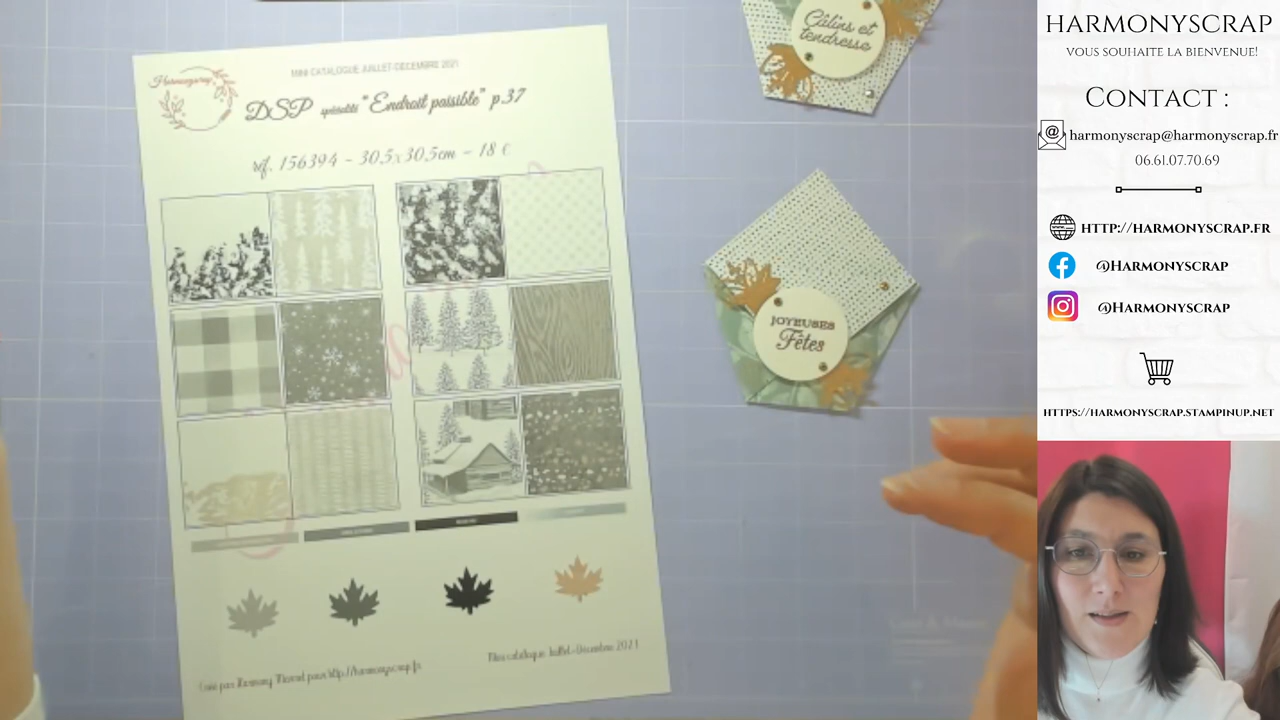 Harmonyscrap
MINI CATALOGUE JUILLET-DÉCEMBRE 2021
DSP spécialité "Endroit paisible" p.37
réf. 156394 - 30,5x30,5cm - 18 €
Mini catalogue Juillet-Décembre 2021
Câlins et
tendresse
JOYEUSES
Fêtes
HARMONYSCRAP
VOUS SOUHAITE LA BIENVENUE!
CONTACT :
harmonyscrap@harmonyscrap.fr
06.61.07.70.69
HTTP://HARMONYSCRAP.FR
@HARMONYSCRAP
@HARMONYSCRAP
HTTPS://HARMONYSCRAP.STAMPINUP.NET